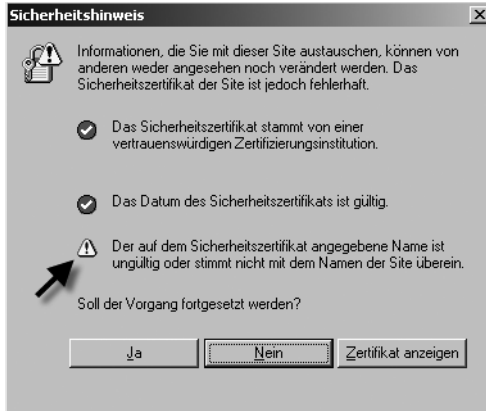 Sicherheitshinweis
Informationen, die Sie mit dieser Site austauschen, können von
anderen weder angesehen noch verändert werden. Das
Sicherheitszertifikat der Site ist jedoch fehlerhaft.
Das Sicherheitszertifikat stammt von einer
vertrauenswürdigen Zertifizierungsinstitution.
Das Datum des Sicherheitszertifikats ist gültig.
Der auf dem Sicherheitszertifikat angegebene Name ist
ungültig oder stimmt nicht mit dem Namen der Site überein.
Soll der Vorgang fortgesetzt werden?
Ja Nein Zertifikat anzeigen